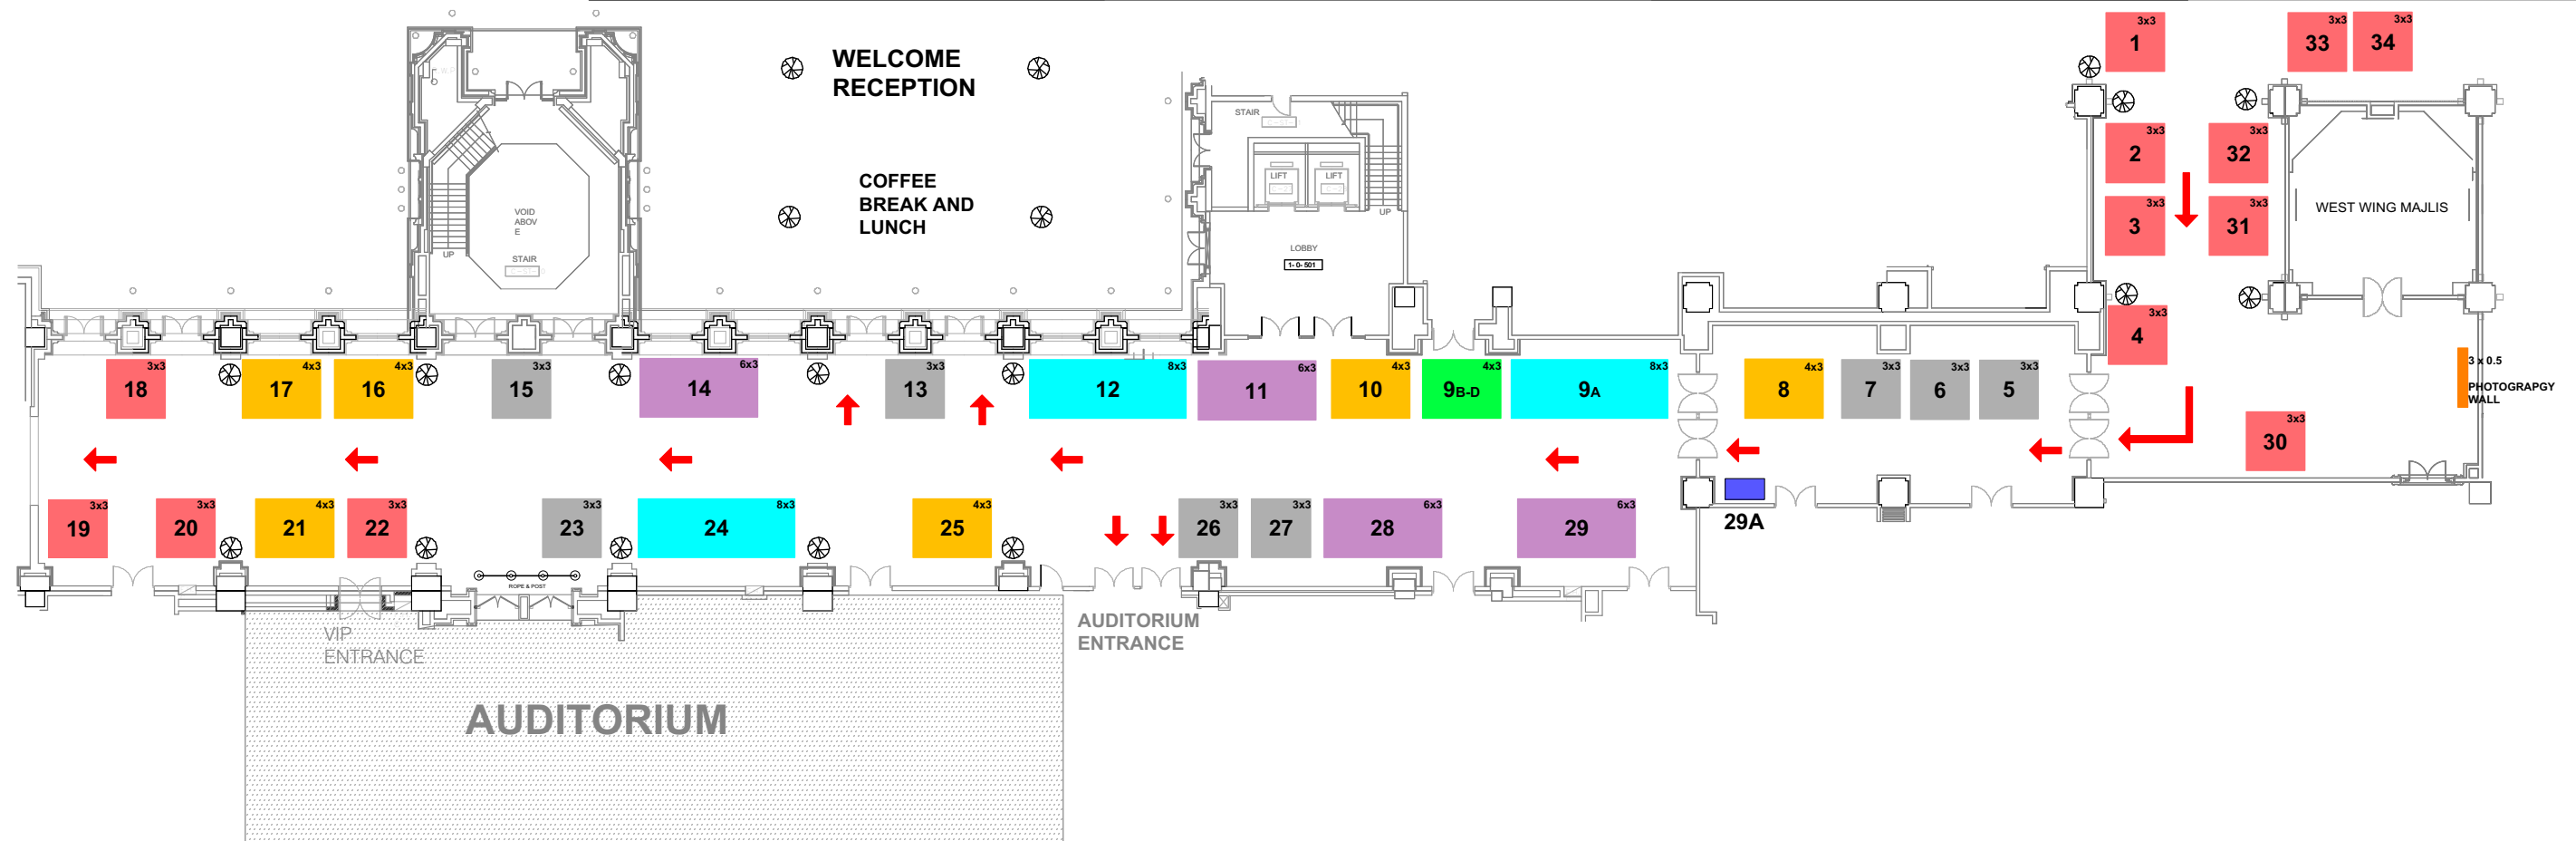 3x3
1
3x3
33
3x3
34
WELCOME
RECEPTION
STAIR
3x3
2
3x3
32
COFFEE
BREAK AND
LUNCH
LIFT
LIFT
UP
VOID
ABOV
E
3x3
3
3x3
31
WEST WING MAJLIS
UP
STAIR
LOBBY
1-0-501
3x3
4
3x3
18
4x3
17
4x3
16
3x3
15
6x3
14
3x3
13
8x3
12
6x3
11
4x3
10
4x3
9B-D
8x3
9A
4x3
8
3x3
7
3x3
6
3x3
5
3 x 0.5
PHOTOGRAPGY
WALL
3x3
30
3x3
19
3x3
20
4x3
21
3x3
22
3x3
23
8x3
24
4x3
25
3x3
26
3x3
27
6x3
28
6x3
29
29A
ROPE & POST
VIP
ENTRANCE
AUDITORIUM
ENTRANCE
AUDITORIUM